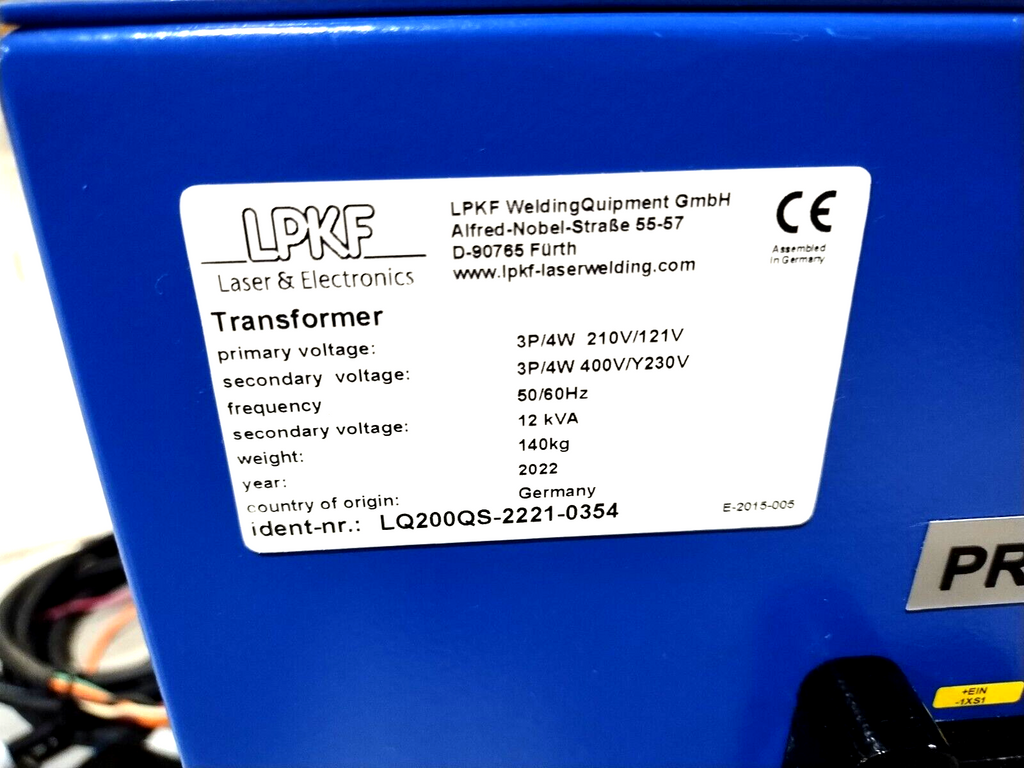 LPKF
Laser & Electronics
LPKF WeldingQuipment GmbH
Alfred-Nobel-Straße 55-57
D-90765 Fürth
www.lpkf-laserwelding.com
CE
Assembled
in Germany
Transformer
primary voltage: 3P/4W 210V/121V
secondary voltage: 3P/4W 400V/Y230V
frequency 50/60Hz
secondary voltage: 12 kVA
weight: 140kg
year: 2022
country of origin: Germany
ident-nr.: LQ200QS-2221-0354
E-2015-005
PR
+EIN
-1XS1